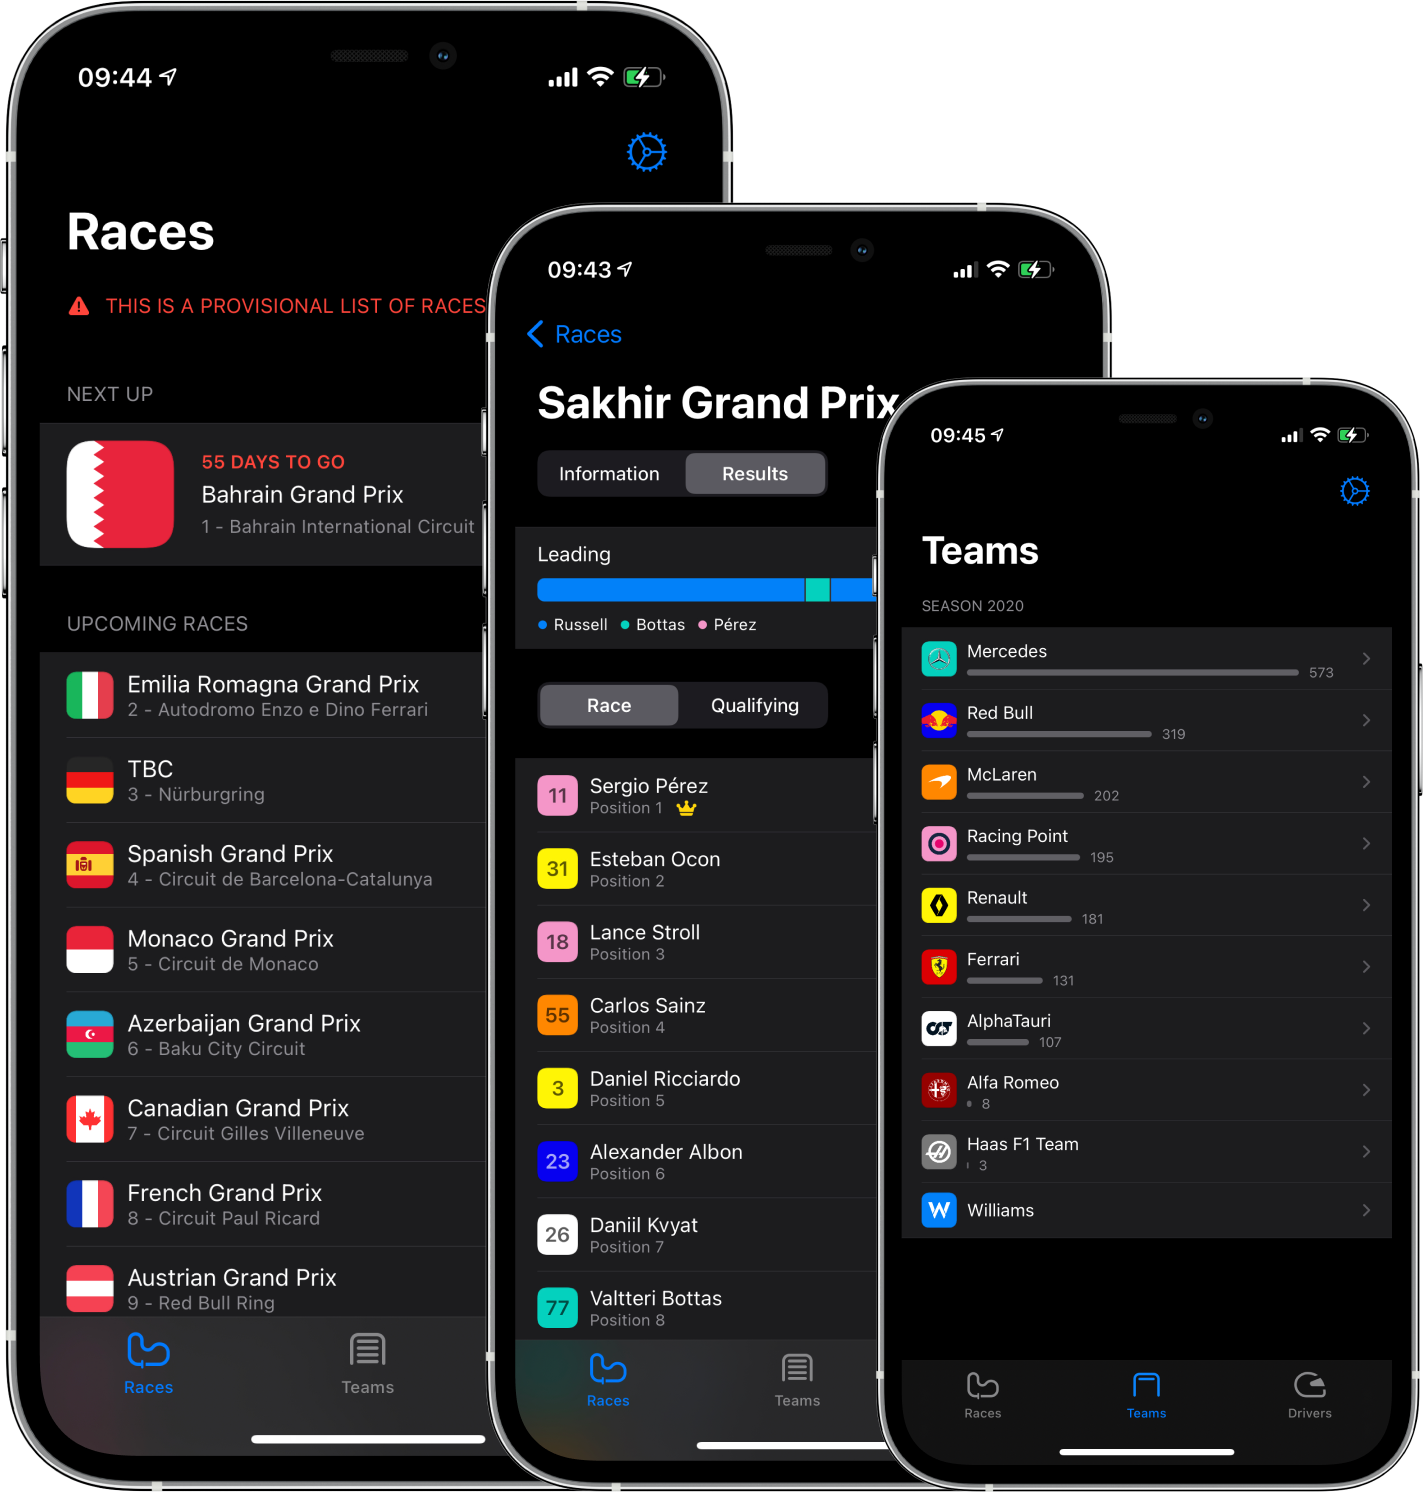 09:44
Races
THIS IS A PROVISIONAL LIST OF RACES
NEXT UP
55 DAYS TO GO
Bahrain Grand Prix
1 - Bahrain International Circuit
UPCOMING RACES
Emilia Romagna Grand Prix
2 - Autodromo Enzo e Dino Ferrari
TBC
3 - Nürburgring
Spanish Grand Prix
4 - Circuit de Barcelona-Catalunya
Monaco Grand Prix
5 - Circuit de Monaco
Azerbaijan Grand Prix
6 - Baku City Circuit
Canadian Grand Prix
7 - Circuit Gilles Villeneuve
French Grand Prix
8 - Circuit Paul Ricard
Austrian Grand Prix
9 - Red Bull Ring
Races Teams
09:43
Races
Sakhir Grand Prix
Information Results
Leading
Russell Bottas Pérez
Race Qualifying
11 Sergio Pérez
Position 1
31 Esteban Ocon
Position 2
18 Lance Stroll
Position 3
55 Carlos Sainz
Position 4
3 Daniel Ricciardo
Position 5
23 Alexander Albon
Position 6
26 Daniil Kvyat
Position 7
77 Valtteri Bottas
Position 8
Races Teams
09:45
Teams
SEASON 2020
Mercedes
573
Red Bull
319
McLaren
202
Racing Point
195
Renault
181
Ferrari
131
AlphaTauri
107
Alfa Romeo
8
Haas F1 Team
3
W Williams
Races Teams Drivers